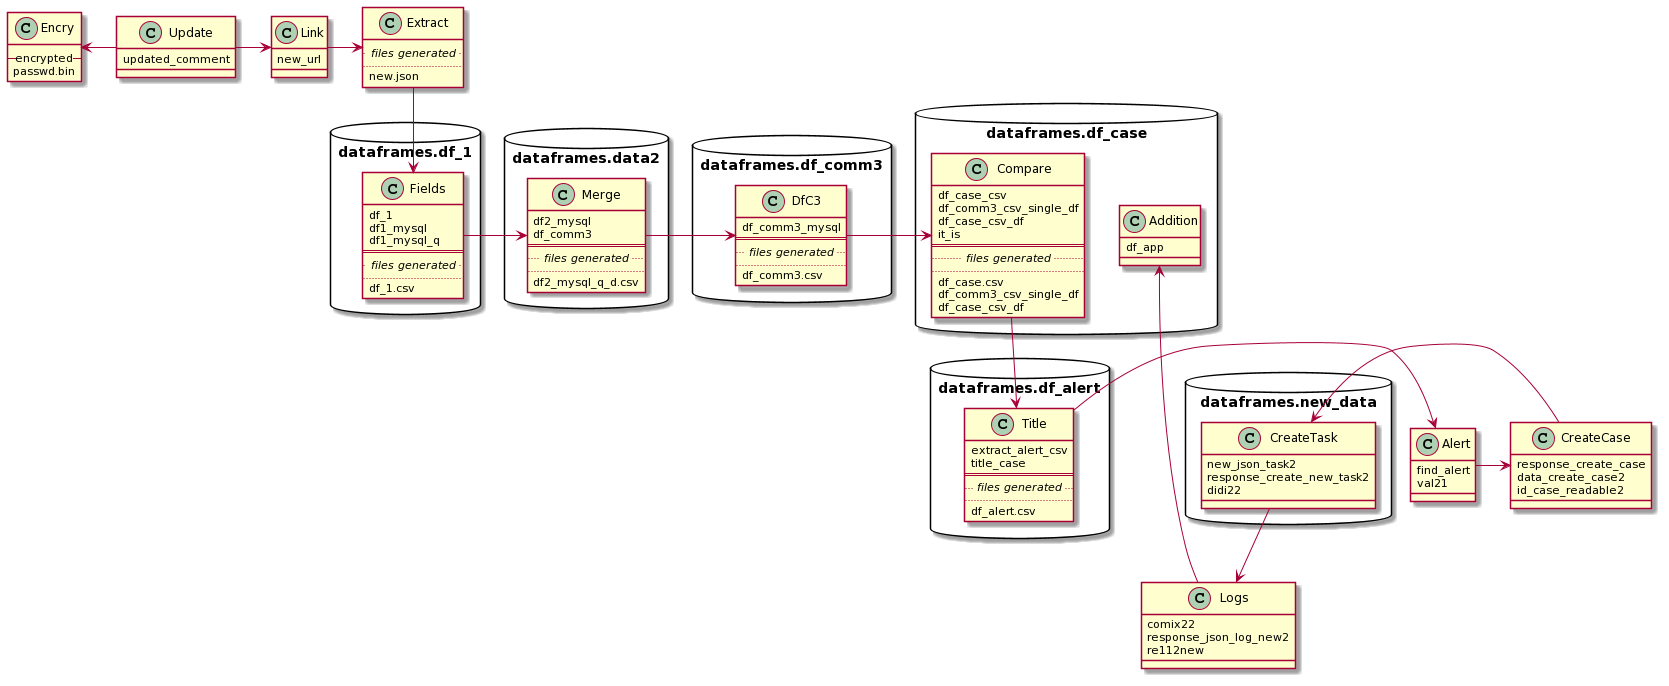 C Encry
encrypted
passwd.bin
C Update
updated_comment
C Link
new_url
C Extract
files generated
new.json
dataframes.df_1
C Fields
df_1
df1_mysql
df1_mysql_q
files generated
df_1.csv
dataframes.data2
C Merge
df2_mysql
df_comm3
files generated
df2_mysql_q_d.csv
dataframes.df_comm3
C DfC3
df_comm3_mysql
files generated
df_comm3.csv
dataframes.df_case
C Compare
df_case_csv
df_comm3_csv_single_df
df_case_csv_df
it_is
files generated
df_case.csv
df_comm3_csv_single_df
df_case_csv_df
C Addition
df_app
dataframes.df_alert
C Title
extract_alert_csv
title_case
files generated
df_alert.csv
dataframes.new_data
C CreateTask
new_json_task2
response_create_new_task2
didi22
C Alert
find_alert
val21
C CreateCase
response_create_case
data_create_case2
id_case_readable2
C Logs
comix22
response_json_log_new2
re112new